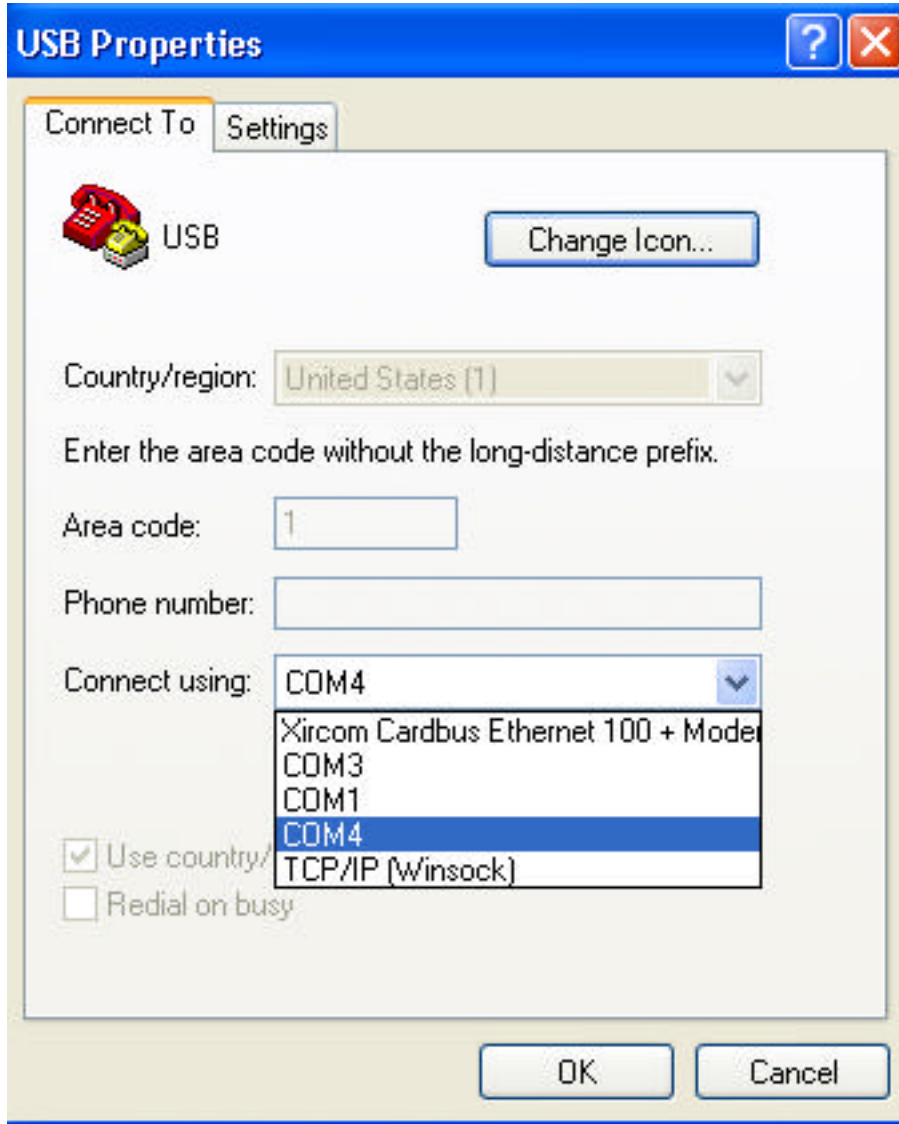 USB Properties
Connect To
Settings
USB
Change Icon...
Country/region:
United States (1)
Enter the area code without the long-distance prefix.
Area code:
1
Phone number:
Connect using:
COM4
Xircom Cardbus Ethernet 100 + Moder
COM3
COM1
COM4
TCP/IP (Winsock)
Use country/
Redial on busy
OK
Cancel